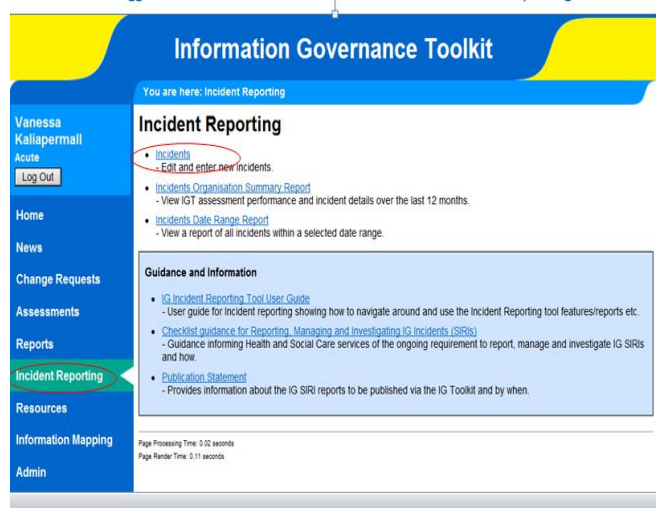 Information Governance Toolkit
You are here: Incident Reporting
Vanessa
Kaliapermall
Acute
Log Out
Home
News
Change Requests
Assessments
Reports
Incident Reporting
Resources
Information Mapping
Admin
Incident Reporting
• Incidents
- Edit and enter new incidents.
• Incidents Organisation Summary Report
- View IGT assessment performance and incident details over the last 12 months.
• Incidents Date Range Report
- View a report of all incidents within a selected date range.
Guidance and Information
• IG Incident Reporting Tool User Guide
- User guide for Incident reporting showing how to navigate around and use the Incident Reporting tool features/reports etc.
• Checklist guidance for Reporting, Managing and Investigating IG Incidents (SIRIs)
- Guidance informing Health and Social Care services of the ongoing requirement to report, manage and investigate IG SIRIs
and how.
• Publication Statement
- Provides information about the IG SIRI reports to be published via the IG Toolkit and by when.
Page Processing Time: 0.02 seconds
Page Render Time: 0.11 seconds